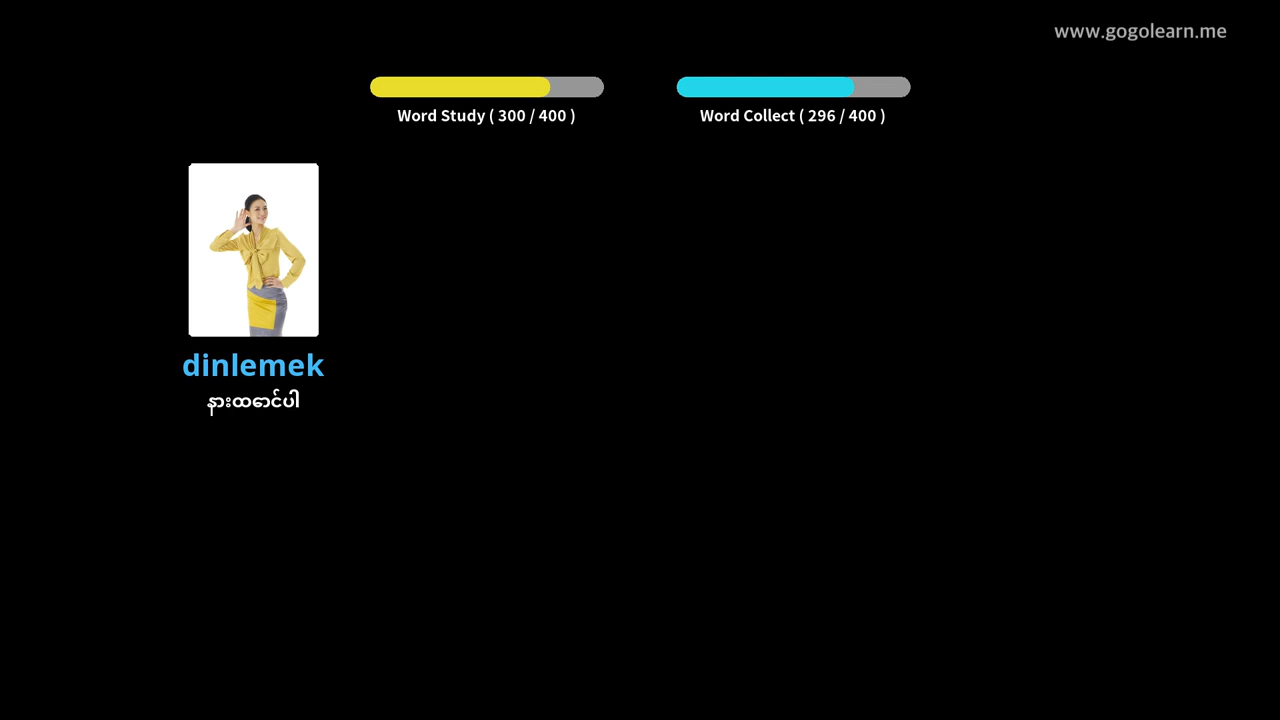 www.gogolearn.me
Word Study ( 300 / 400 )
Word Collect ( 296 / 400 )
dinlemek
နားထောင်ပါ